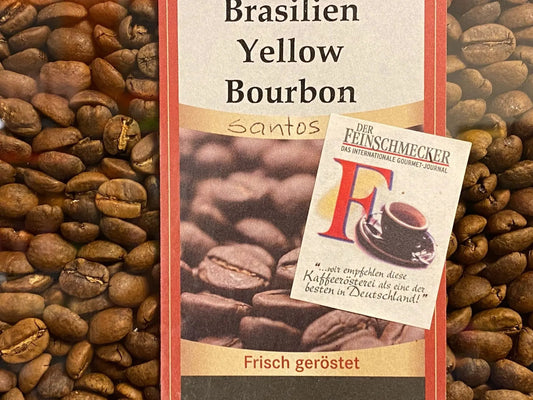 Brasilien
Yellow
Bourbon
Santos
DER
FEINSCHMECKER
DAS INTERNATIONALE GOURMET-JOURNAL
F
"...wir empfehlen diese
Kaffeerösterei als eine der
besten in Deutschland!"
Frisch geröstet